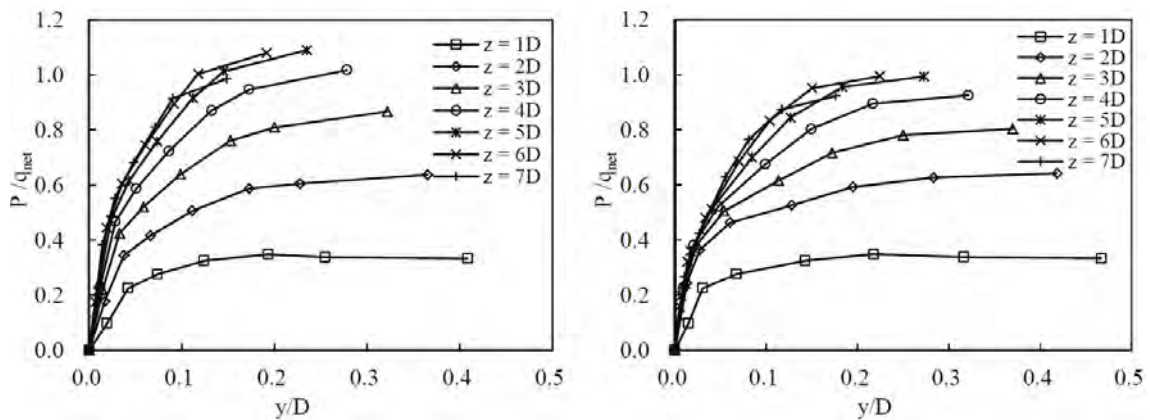 1.2
1.0
0.8
0.6
0.4
0.2
0.0
P /q_inet
0.0 0.1 0.2 0.3 0.4 0.5
y/D
z = 1D
z = 2D
z = 3D
z = 4D
z = 5D
z = 6D
z = 7D
1.2
1.0
0.8
0.6
0.4
0.2
0.0
P /q_inet
0.0 0.1 0.2 0.3 0.4 0.5
y/D
z = 1D
z = 2D
z = 3D
z = 4D
z = 5D
z = 6D
z = 7D